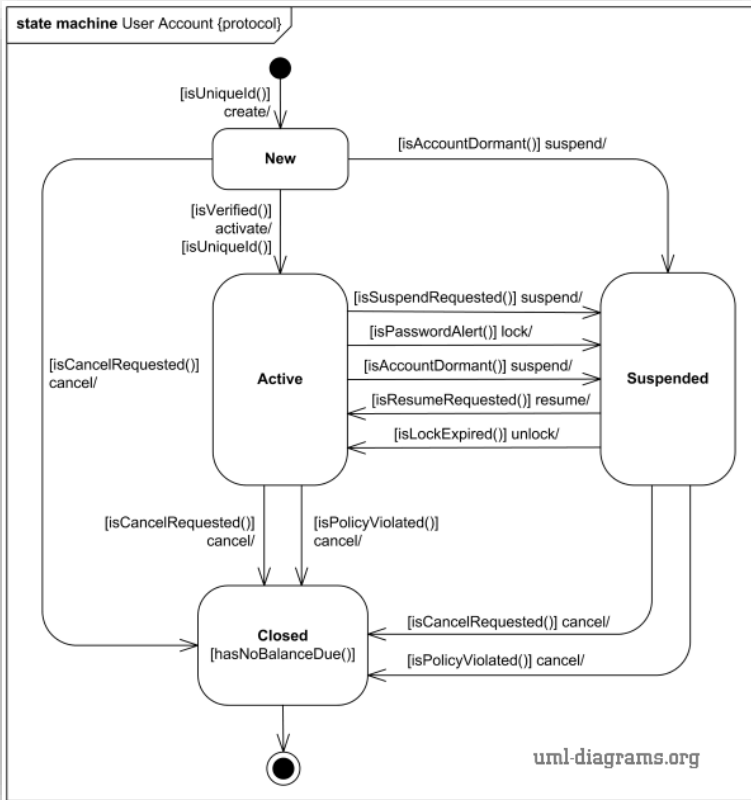 state machine User Account {protocol}
[isUniqueId()]
create/
New
[isAccountDormant()] suspend/
[isVerified()]
activate/
[isUniqueId()]
[isSuspendRequested()] suspend/
[isPasswordAlert()] lock/
[isCancelRequested()]
cancel/
[isAccountDormant()] suspend/
Active
Suspended
[isResumeRequested()] resume/
[isLockExpired()] unlock/
[isCancelRequested()]
cancel/
[isPolicyViolated()]
cancel/
Closed
[hasNoBalanceDue()]
[isCancelRequested()] cancel/
[isPolicyViolated()] cancel/
uml-diagrams.org